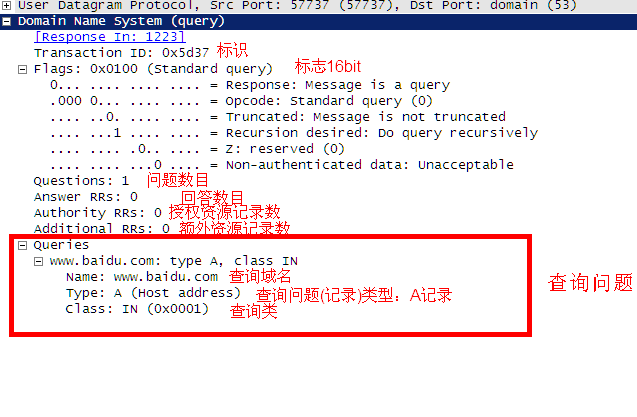 User Datagram Protocol, Src Port: 57737 (57737), Dst Port: domain (53)
Domain Name System (query)
[Response In: 1223]
Transaction ID: 0x5d37 标识
Flags: 0x0100 (Standard query) 标志16bit
0... .... .... .... = Response: Message is a query
.000 0... .... .... = Opcode: Standard query (0)
.... ..0. .... .... = Truncated: Message is not truncated
.... ...1 .... .... = Recursion desired: Do query recursively
.... .... .0.. .... = Z: reserved (0)
.... .... ...0 .... = Non-authenticated data: Unacceptable
Questions: 1 问题数目
Answer RRs: 0 回答数目
Authority RRs: 0 授权资源记录数
Additional RRs: 0 额外资源记录数
Queries
www.baidu.com: type A, class IN
Name: www.baidu.com 查询域名
Type: A (Host address) 查询问题(记录)类型：A记录
Class: IN (0x0001) 查询类
查询问题